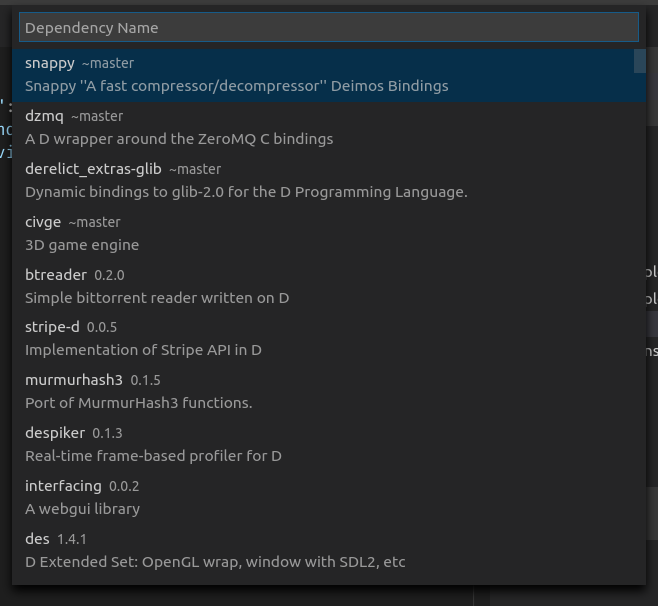 Dependency Name
snappy ~master
Snappy ''A fast compressor/decompressor'' Deimos Bindings
dzmq ~master
A D wrapper around the ZeroMQ C bindings
derelict_extras-glib ~master
Dynamic bindings to glib-2.0 for the D Programming Language.
civge ~master
3D game engine
btreader 0.2.0
Simple bittorrent reader written on D
stripe-d 0.0.5
Implementation of Stripe API in D
murmurhash3 0.1.5
Port of MurmurHash3 functions.
despiker 0.1.3
Real-time frame-based profiler for D
interfacing 0.0.2
A webgui library
des 1.4.1
D Extended Set: OpenGL wrap, window with SDL2, etc